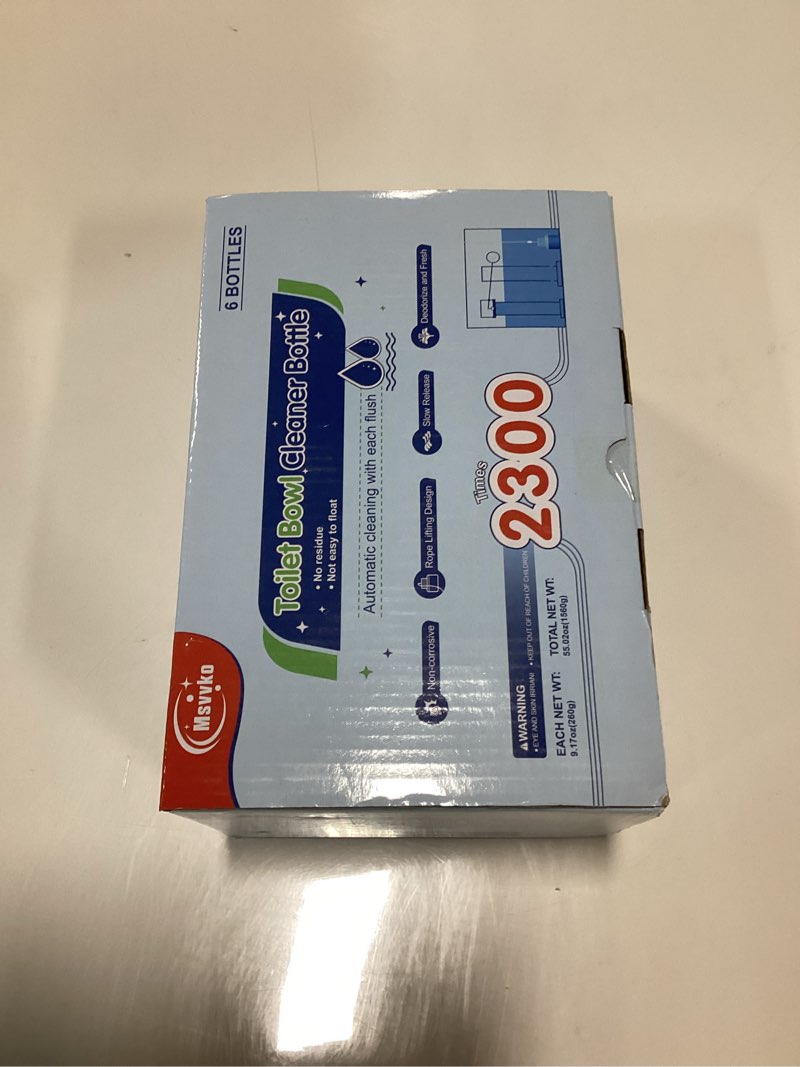 Msvvko
6 BOTTLES
Toilet Bowl Cleaner Bottle
• No residue
• Not easy to float
Automatic cleaning with each flush
Non-corrosive
Rope Lifting Design
Slow Release
Deodorize and Fresh
Times
2300
WARNING
• EYE AND SKIN IRRIANI • KEEP OUT OF REACH OF CHILDREN
EACH NET WT: TOTAL NET WT:
9.17oz(260g) 55.02oz(1560g)